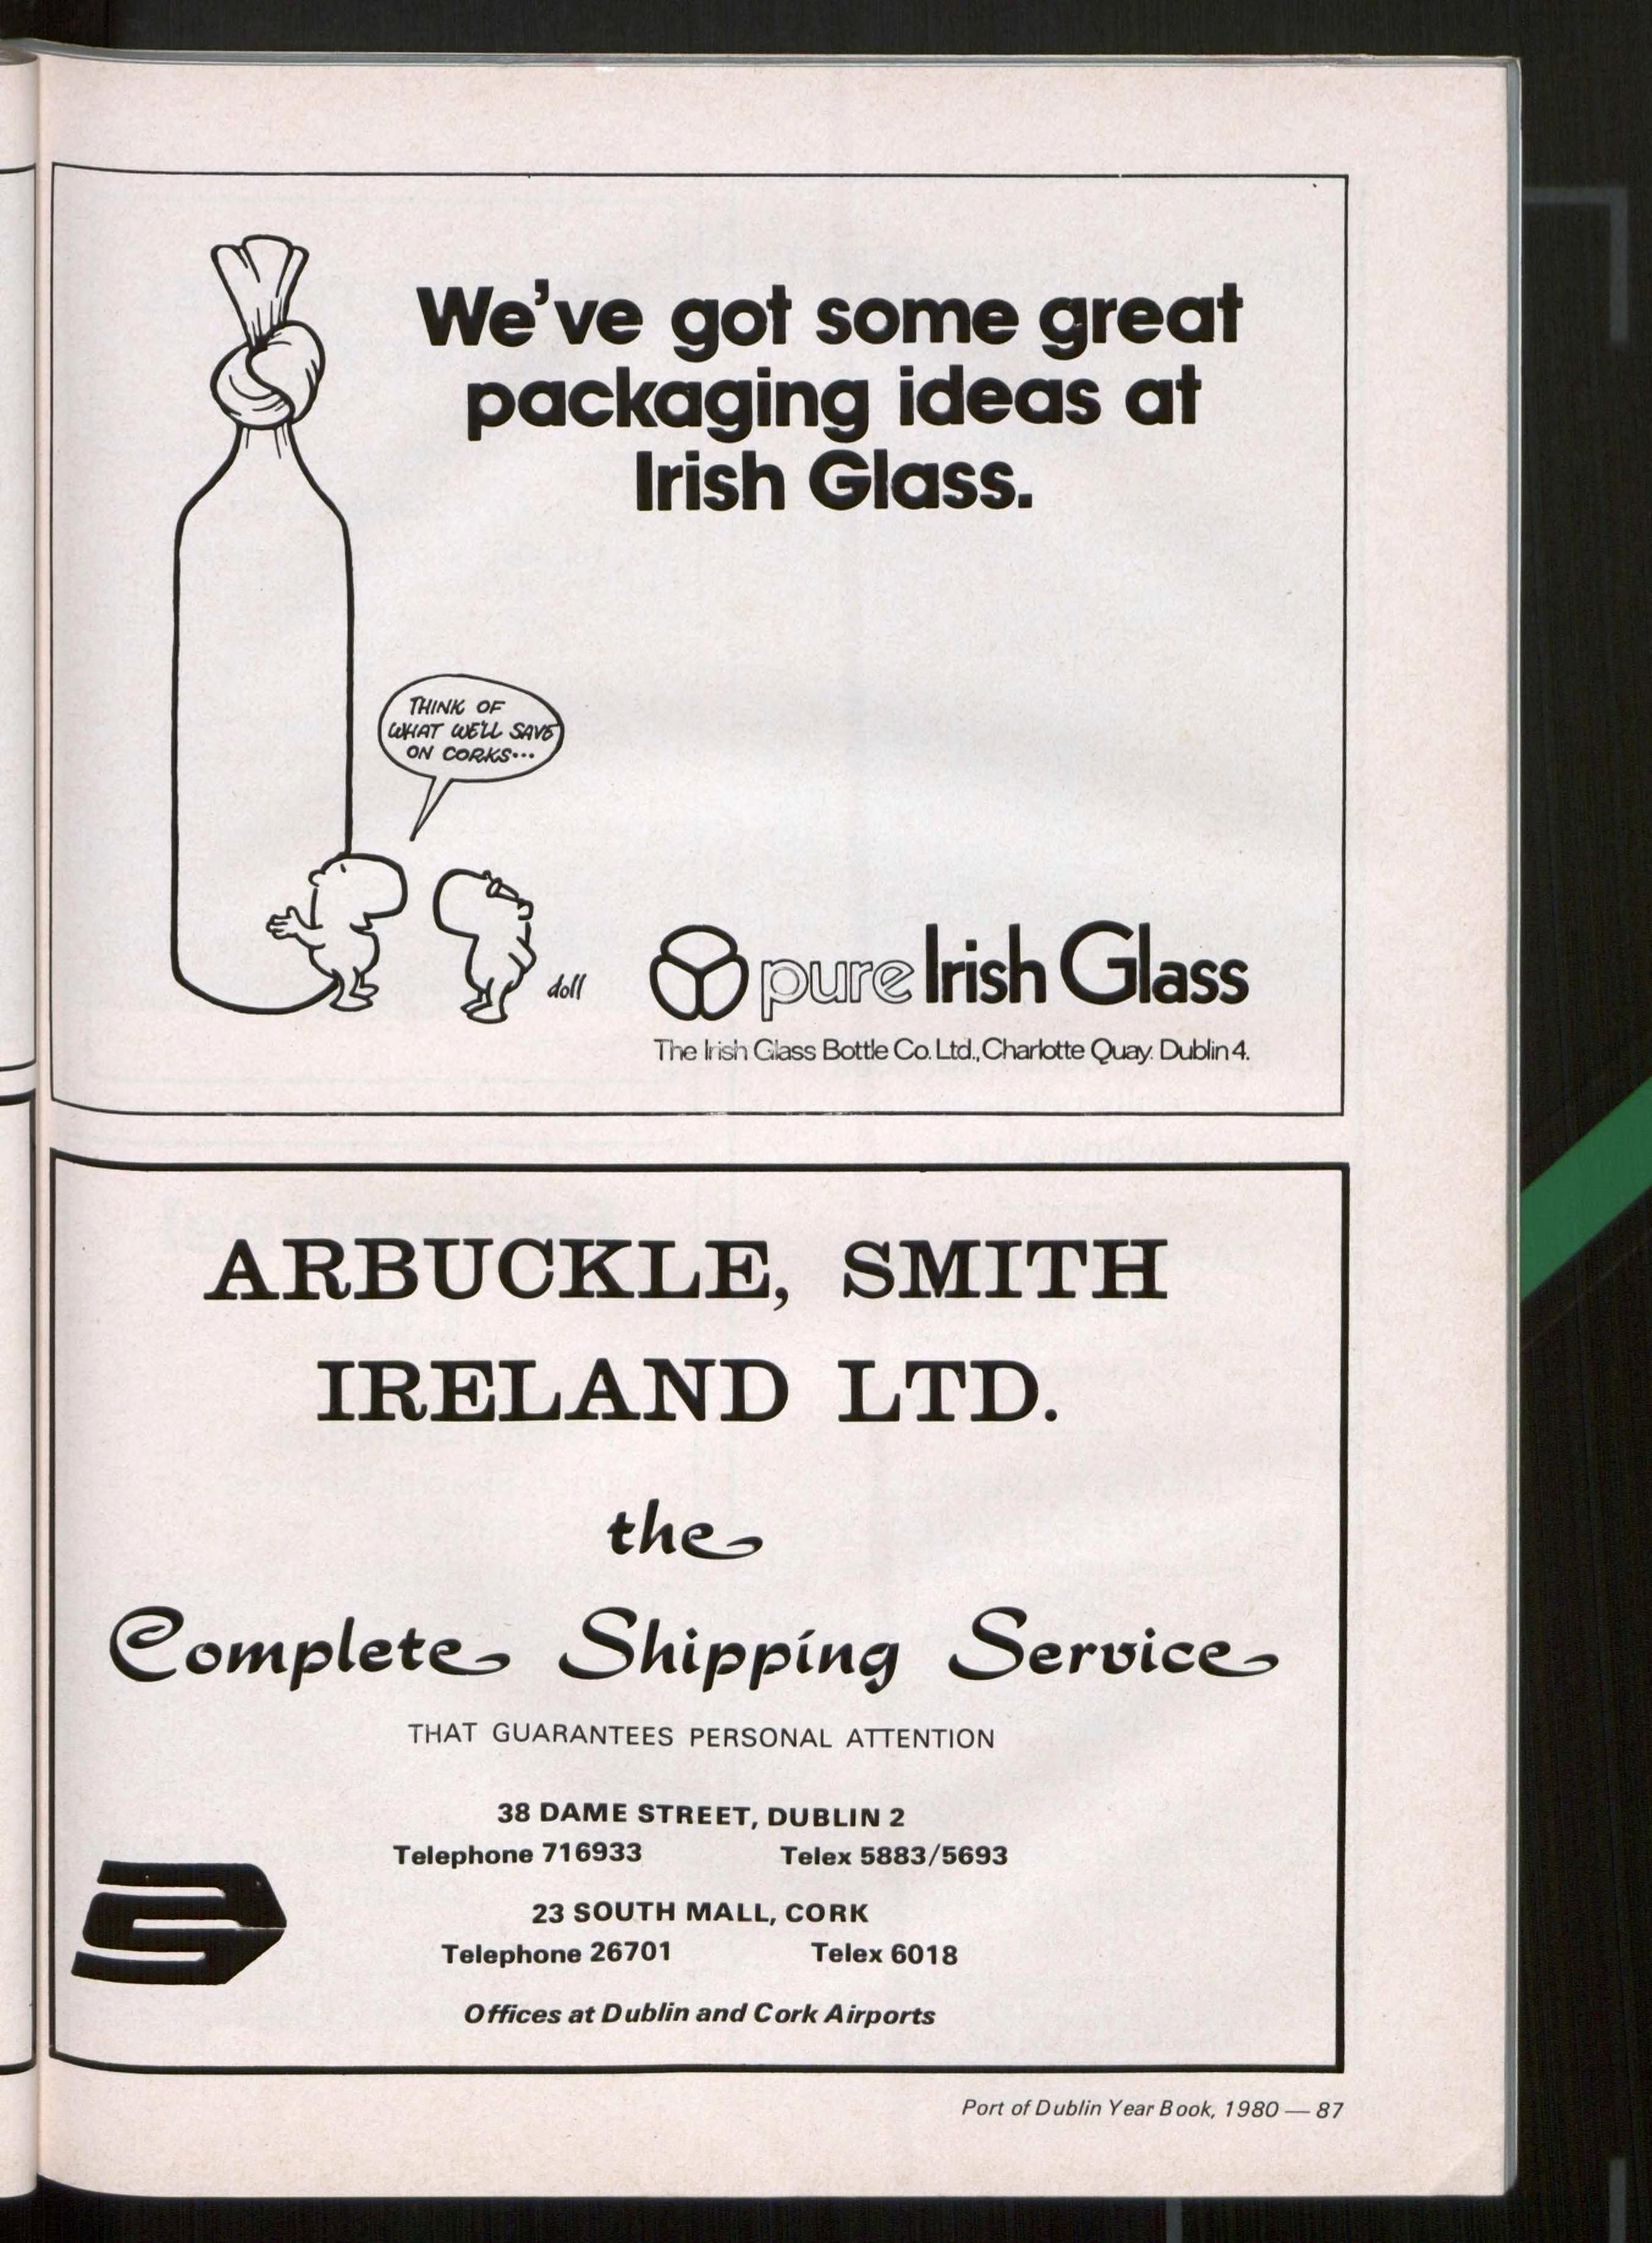 We've got some great
packaging ideas at
Irish Glass.
THINK OF
WHAT WE'LL SAVE
ON CORKS...
doll
pure Irish Glass
The Irish Glass Bottle Co. Ltd., Charlotte Quay. Dublin 4.
ARBUCKLE, SMITH
IRELAND LTD.
the
Complete Shipping Service
THAT GUARANTEES PERSONAL ATTENTION
38 DAME STREET, DUBLIN 2
Telephone 716933 Telex 5883/5693
23 SOUTH MALL, CORK
Telephone 26701 Telex 6018
Offices at Dublin and Cork Airports
Port of Dublin Year Book, 1980 — 87